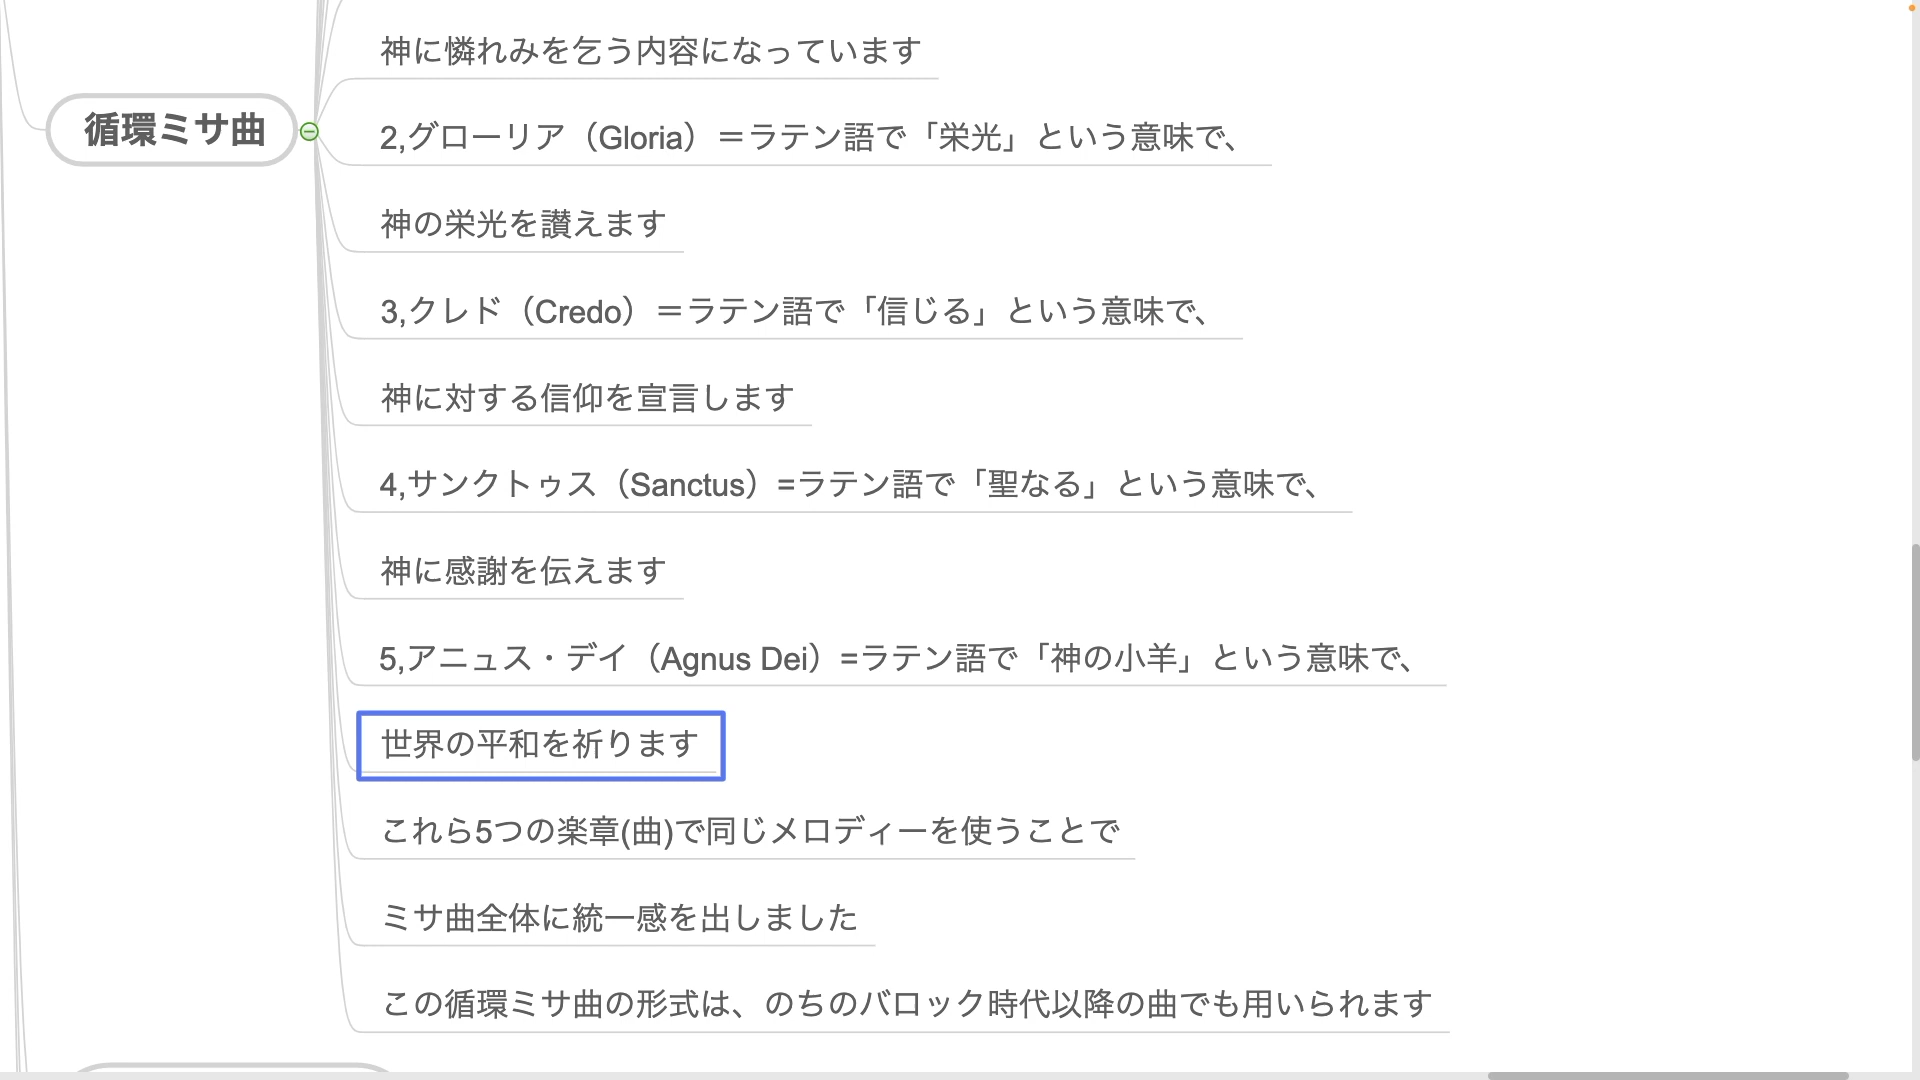 神に憐れみを乞う内容になっています
循環ミサ曲
2,グローリア（Gloria）＝ラテン語で「栄光」という意味で、
神の栄光を讃えます
3,クレド（Credo）＝ラテン語で「信じる」という意味で、
神に対する信仰を宣言します
4,サンクトゥス（Sanctus）=ラテン語で「聖なる」という意味で、
神に感謝を伝えます
5,アニュス・デイ（Agnus Dei）=ラテン語で「神の小羊」という意味で、
世界の平和を祈ります
これら5つの楽章(曲)で同じメロディーを使うことで
ミサ曲全体に統一感を出しました
この循環ミサ曲の形式は、のちのバロック時代以降の曲でも用いられます